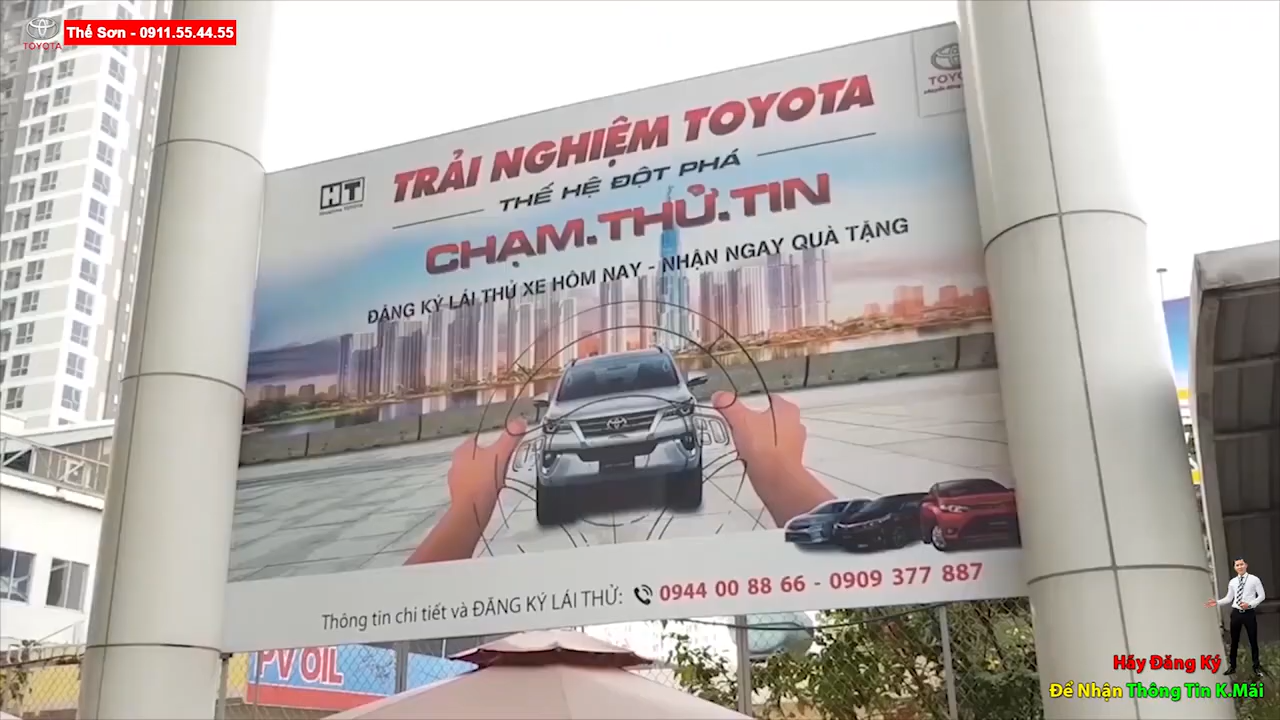 TOYOTA
Thế Sơn - 0911.55.44.55
TOYOTA
HT
TRẢI NGHIỆM TOYOTA
THẾ HỆ ĐỘT PHÁ
CHẠM.THỬ.TIN
ĐĂNG KÝ LÁI THỬ XE HÔM NAY - NHẬN NGAY QUÀ TẶNG
Thông tin chi tiết và ĐĂNG KÝ LÁI THỬ: 0944 00 88 66 - 0909 377 887
PV OIL
Hãy Đăng Ký
Để Nhận Thông Tin K.Mãi